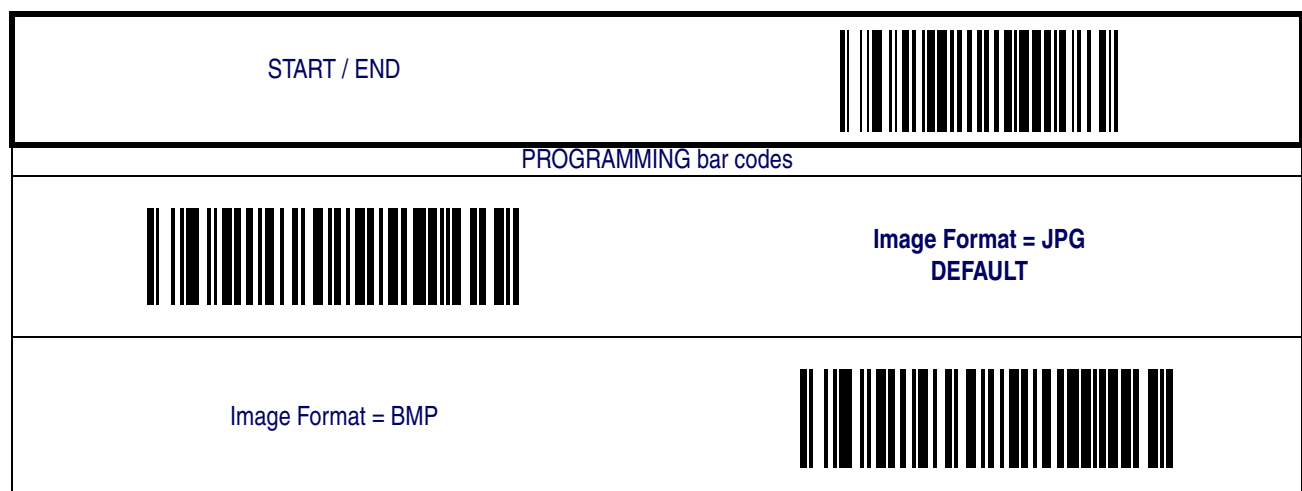 START / END
PROGRAMMING bar codes
Image Format = JPG
DEFAULT
Image Format = BMP